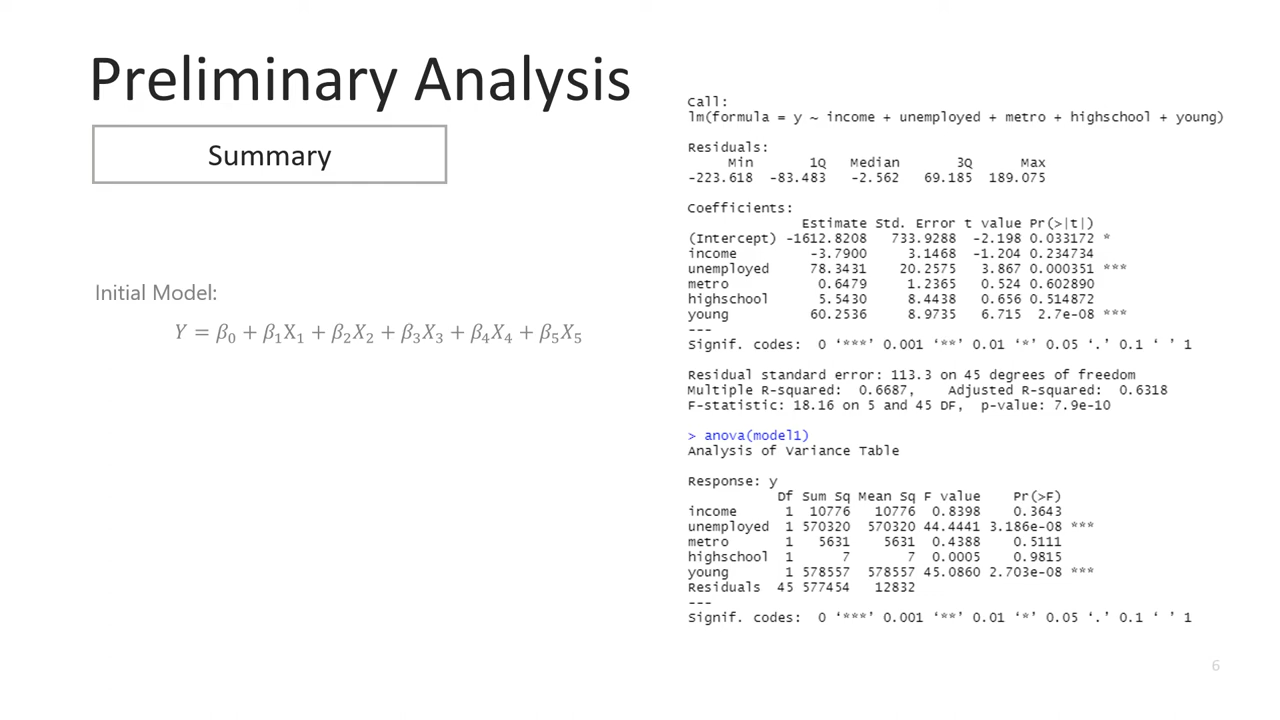 Preliminary Analysis
Summary
Initial Model:
Y = β₀ + β₁X₁ + β₂X₂ + β₃X₃ + β₄X₄ + β₅X₅
Call:
lm(formula = y ~ income + unemployed + metro + highschool + young)
Residuals:
Min 1Q Median 3Q Max
-223.618 -83.483 -2.562 69.185 189.075
Coefficients:
Estimate Std. Error t value Pr(>|t|)
(Intercept) -1612.8208 733.9288 -2.198 0.033172 *
income -3.7900 3.1468 -1.204 0.234734
unemployed 78.3431 20.2575 3.867 0.000351 ***
metro 0.6479 1.2365 0.524 0.602890
highschool 5.5430 8.4438 0.656 0.514872
young 60.2536 8.9735 6.715 2.7e-08 ***
---
Signif. codes: 0 ‘***’ 0.001 ‘**’ 0.01 ‘*’ 0.05 ‘.’ 0.1 ‘ ’ 1
Residual standard error: 113.3 on 45 degrees of freedom
Multiple R-squared: 0.6687, Adjusted R-squared: 0.6318
F-statistic: 18.16 on 5 and 45 DF, p-value: 7.9e-10
> anova(model1)
Analysis of Variance Table
Response: y
Df Sum Sq Mean Sq F value Pr(>F)
income 1 10776 10776 0.8398 0.3643
unemployed 1 570320 570320 44.4441 3.186e-08 ***
metro 1 5631 5631 0.4388 0.5111
highschool 1 7 7 0.0005 0.9815
young 1 578557 578557 45.0860 2.703e-08 ***
Residuals 45 577454 12832
---
Signif. codes: 0 ‘***’ 0.001 ‘**’ 0.01 ‘*’ 0.05 ‘.’ 0.1 ‘ ’ 1
6